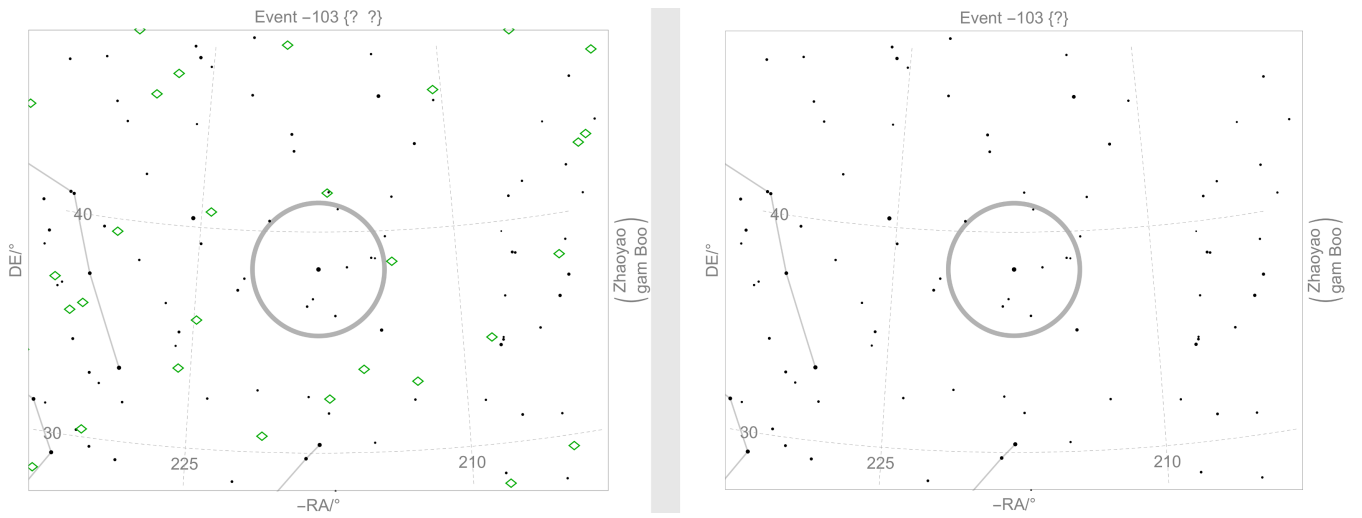 Event –103 {?  ?}
40
30
225
210
DE/°
–RA/°
(Zhaoyao
gam Boo)
Event –103 {?}
40
30
225
210
DE/°
–RA/°
(Zhaoyao
gam Boo)